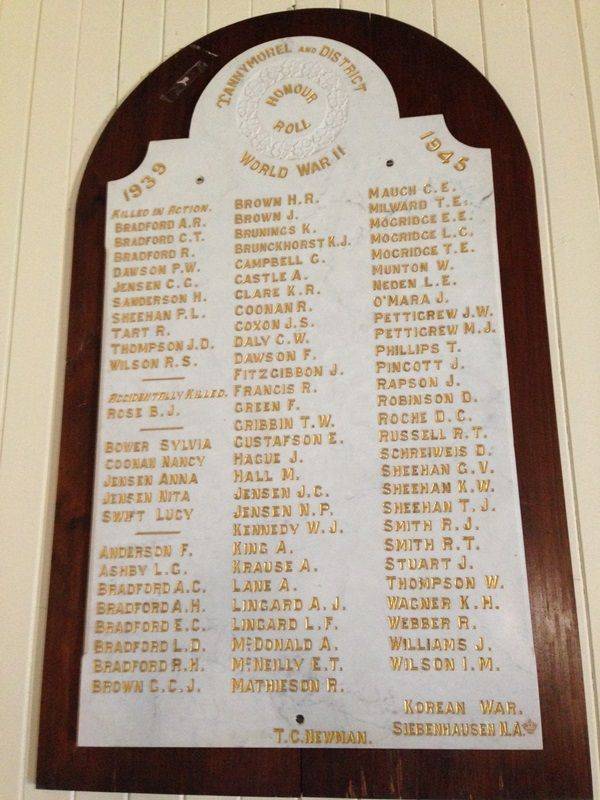 TANNYMOREL AND DISTRICT
HONOUR
ROLL
WORLD WAR II
1939
1945
KILLED IN ACTION.
BRADFORD A.R.
BRADFORD C.T.
BRADFORD R.
DAWSON P.W.
JENSEN C.C.
SANDERSON H.
SHEEHAN P.L.
TART R.
THOMPSON J.D.
WILSON R.S.
ACCIDENTALLY KILLED.
ROSE B.J.
BOWER SYLVIA
COONAN NANCY
JENSEN ANNA
JENSEN NITA
SWIFT LUCY
ANDERSON F.
ASHBY L.G.
BRADFORD A.C.
BRADFORD A.H.
BRADFORD E.C.
BRADFORD L.D.
BRADFORD R.H.
BROWN C.C.J.
BROWN H.R.
BROWN J.
BRUNINGS K.
BRUNCKHORST K.J.
CAMPBELL G.
CASTLE A.
CLARE K.R.
COONAN R.
COXON J.S.
DALY C.W.
DAWSON F.
FITZGIBBON J.
FRANCIS R.
GREEN F.
GRIBBIN T.W.
GUSTAFSON E.
HAGUE J.
HALL M.
JENSEN J.C.
JENSEN N.P.
KENNEDY W.J.
KING A.
KRAUSE A.
LANE A.
LINGARD A.J.
LINGARD L.F.
McDONALD A.
McNEILLY E.T.
MATHIESON R.
MAUCH C.E.
MILWARD T.E.
MOGRIDGE E.E.
MOGRIDGE L.C.
MOGRIDGE T.E.
MUNTON W.
NEDEN L.E.
O'MARA J.
PETTIGREW J.W.
PETTIGREW M.J.
PHILLIPS T.
PINCOTT J.
RAPSON J.
ROBINSON D.
ROCHE D.C.
RUSSELL R.T.
SCHREIWEIS D.
SHEEHAN G.V.
SHEEHAN K.W.
SHEEHAN T.J.
SMITH R.J.
SMITH R.T.
STUART J.
THOMPSON W.
WAGNER K.H.
WEBBER R.
WILLIAMS J.
WILSON I.M.
KOREAN WAR.
SIEBENHAUSEN N.A.
T.C. NEWMAN.